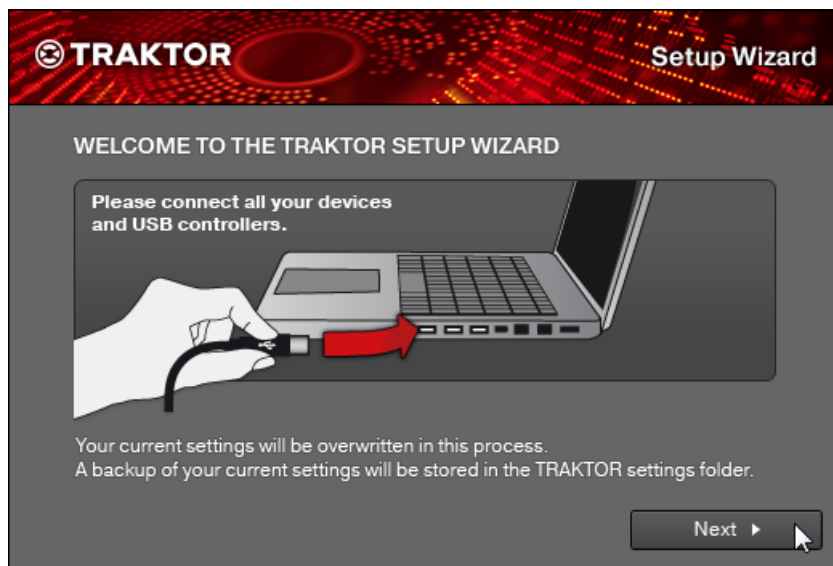 TRAKTOR
Setup Wizard
WELCOME TO THE TRAKTOR SETUP WIZARD
Please connect all your devices
and USB controllers.
Your current settings will be overwritten in this process.
A backup of your current settings will be stored in the TRAKTOR settings folder.
Next